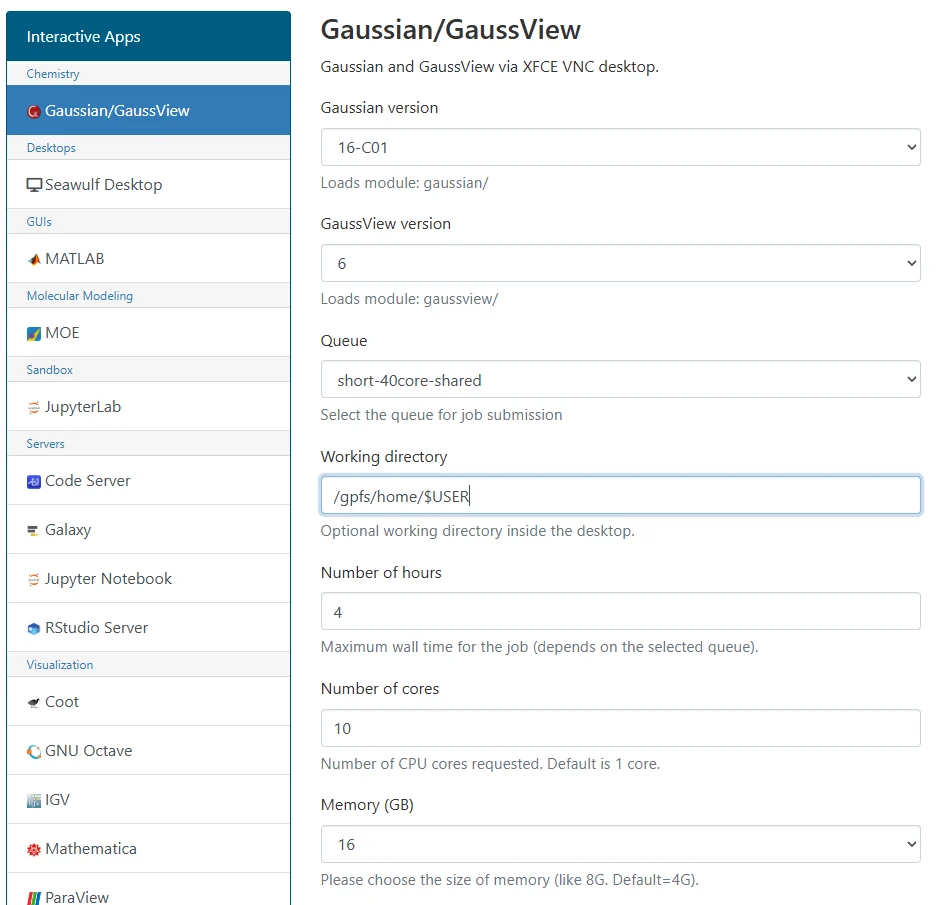 Interactive Apps
Chemistry
Gaussian/GaussView
Desktops
Seawulf Desktop
GUIs
MATLAB
Molecular Modeling
MOE
Sandbox
JupyterLab
Servers
Code Server
Galaxy
Jupyter Notebook
RStudio Server
Visualization
Coot
GNU Octave
IGV
Mathematica
ParaView
Gaussian/GaussView
Gaussian and GaussView via XFCE VNC desktop.
Gaussian version
16-C01
Loads module: gaussian/
GaussView version
6
Loads module: gaussview/
Queue
short-40core-shared
Select the queue for job submission
Working directory
/gpfs/home/$USER
Optional working directory inside the desktop.
Number of hours
4
Maximum wall time for the job (depends on the selected queue).
Number of cores
10
Number of CPU cores requested. Default is 1 core.
Memory (GB)
16
Please choose the size of memory (like 8G. Default=4G).